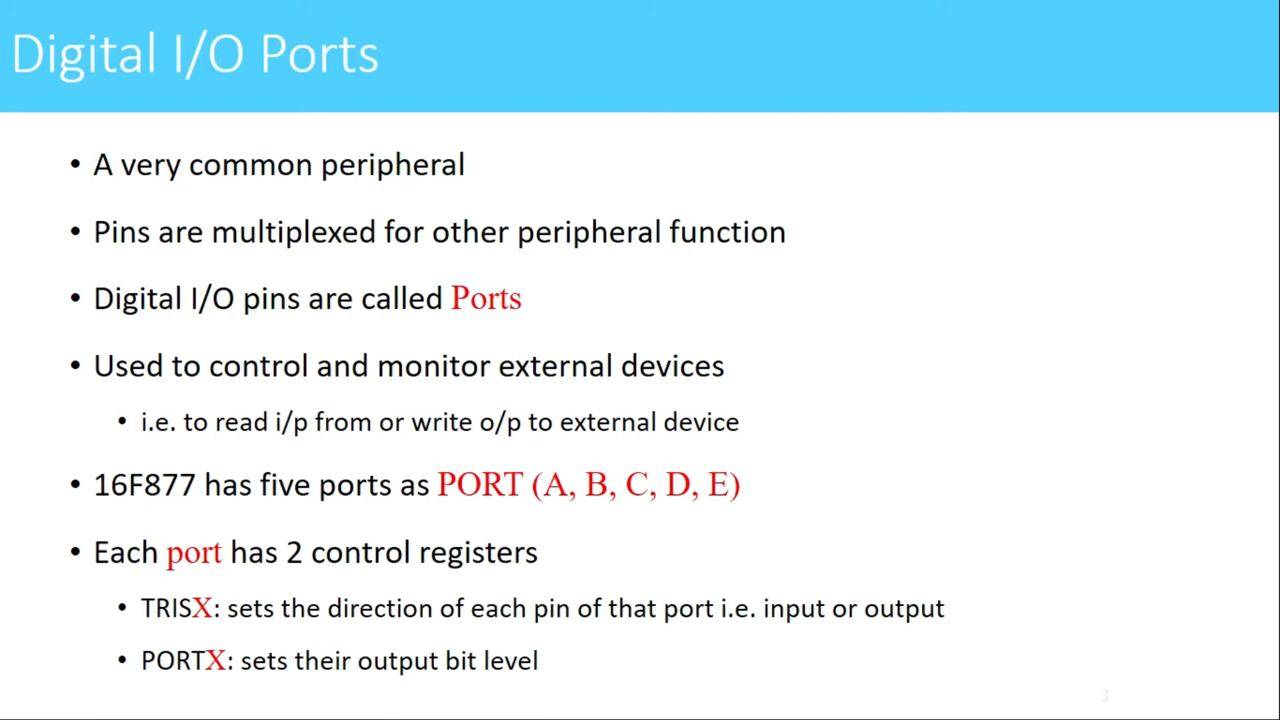 Digital I/O Ports
• A very common peripheral
• Pins are multiplexed for other peripheral function
• Digital I/O pins are called Ports
• Used to control and monitor external devices
• i.e. to read i/p from or write o/p to external device
• 16F877 has five ports as PORT (A, B, C, D, E)
• Each port has 2 control registers
• TRISX: sets the direction of each pin of that port i.e. input or output
• PORTX: sets their output bit level
3